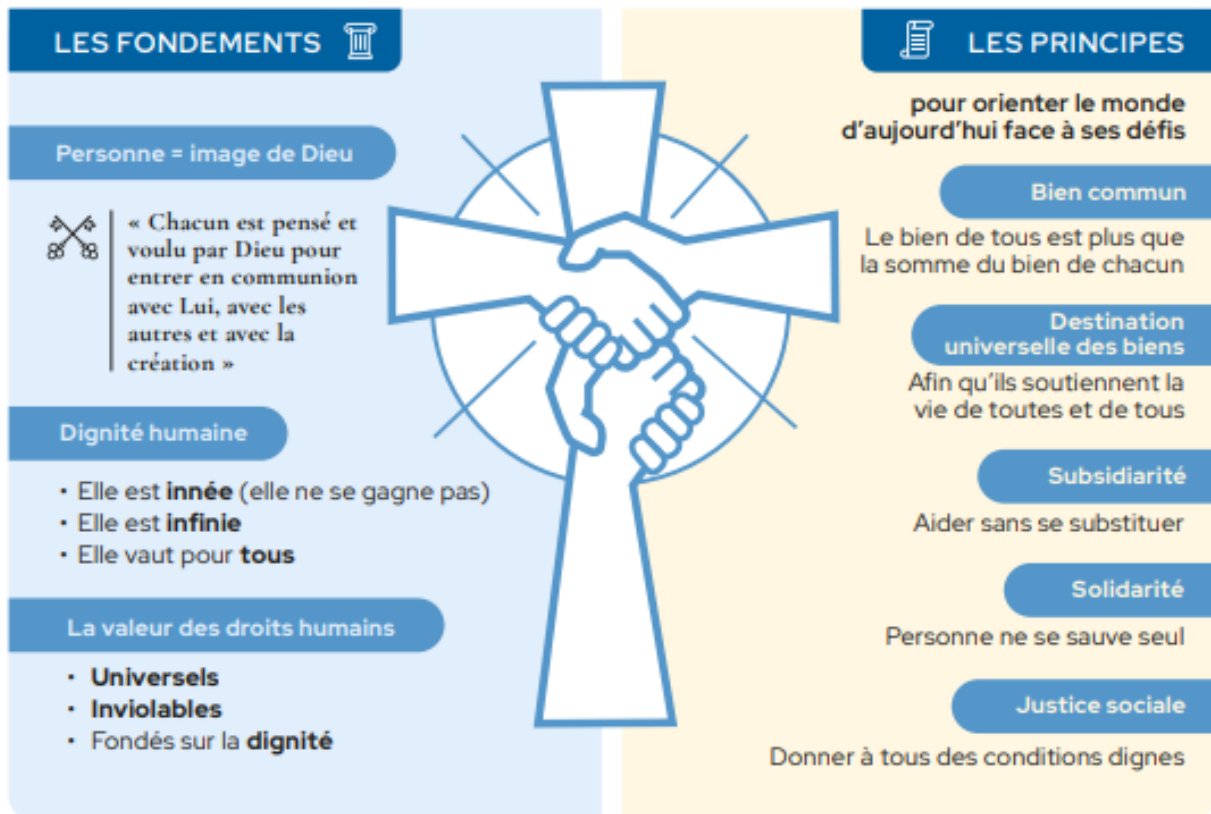 LES FONDEMENTS
Personne = image de Dieu
« Chacun est pensé et
voulu par Dieu pour
entrer en communion
avec Lui, avec les
autres et avec la
création »
Dignité humaine
• Elle est innée (elle ne se gagne pas)
• Elle est infinie
• Elle vaut pour tous
La valeur des droits humains
• Universels
• Inviolables
• Fondés sur la dignité
LES PRINCIPES
pour orienter le monde
d'aujourd'hui face à ses défis
Bien commun
Le bien de tous est plus que
la somme du bien de chacun
Destination
universelle des biens
Afin qu'ils soutiennent la
vie de toutes et de tous
Subsidiarité
Aider sans se substituer
Solidarité
Personne ne se sauve seul
Justice sociale
Donner à tous des conditions dignes